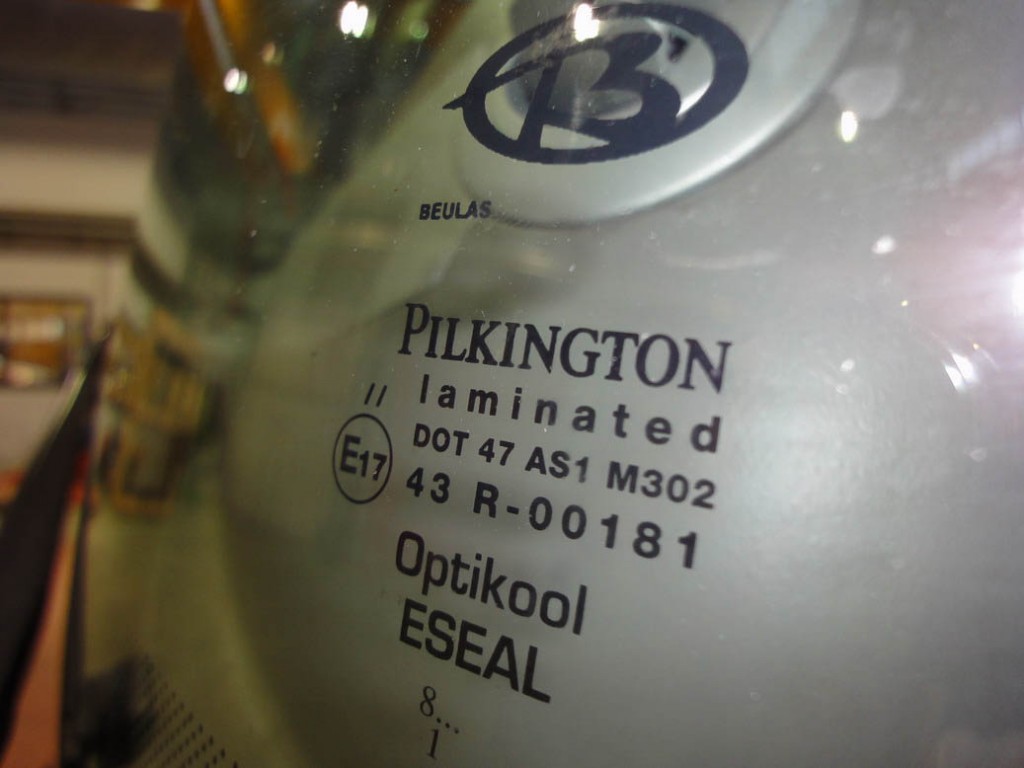 B
BEULAS
PILKINGTON
//
laminated
DOT 47 AS1 M302
E17
43 R-00181
Optikool
ESEAL
8...
1